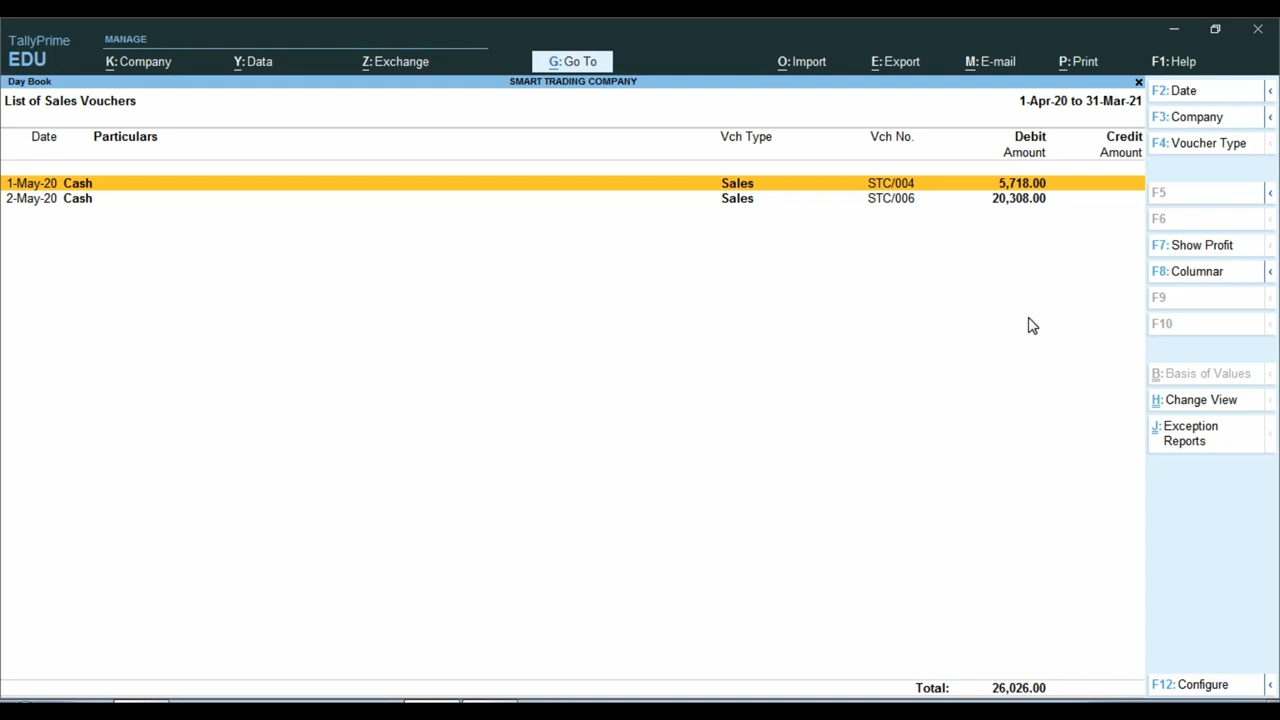 TallyPrime
EDU
MANAGE
K: Company Y: Data Z: Exchange G: Go To O: Import E: Export M: E-mail P: Print F1: Help
Day Book SMART TRADING COMPANY
List of Sales Vouchers 1-Apr-20 to 31-Mar-21
Date Particulars Vch Type Vch No. Debit Credit
Amount Amount
1-May-20 Cash Sales STC/004 5,718.00
2-May-20 Cash Sales STC/006 20,308.00
Total: 26,026.00
F2: Date
F3: Company
F4: Voucher Type
F5
F6
F7: Show Profit
F8: Columnar
F9
F10
B: Basis of Values
H: Change View
J: Exception
Reports
F12: Configure